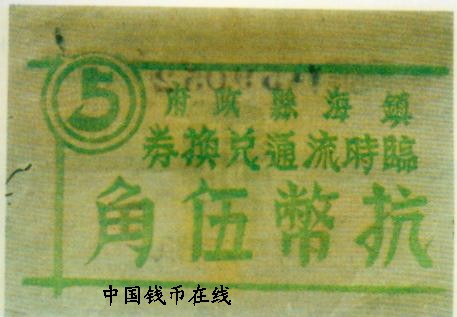 5
鎮海縣政府
臨時流通兌換券
抗幣伍角
中国钱币在线